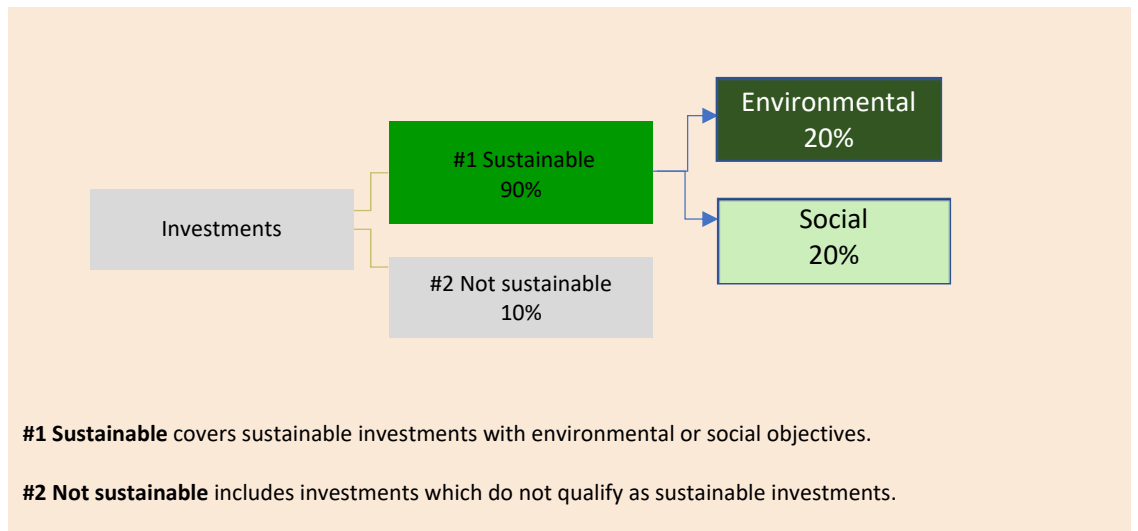 Investments
#1 Sustainable
90%
#2 Not sustainable
10%
Environmental
20%
Social
20%
#1 Sustainable covers sustainable investments with environmental or social objectives.
#2 Not sustainable includes investments which do not qualify as sustainable investments.